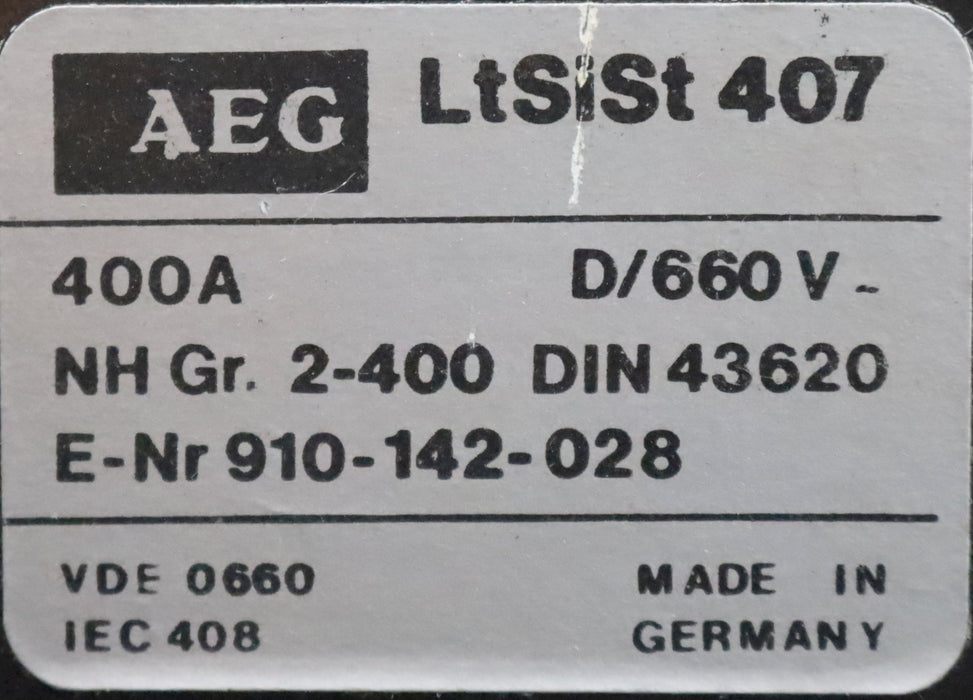 AEG LtSiSt 407
400A D/660 V~
NH Gr. 2-400 DIN 43620
E-Nr 910-142-028
VDE 0660 MADE IN
IEC 408 GERMANY